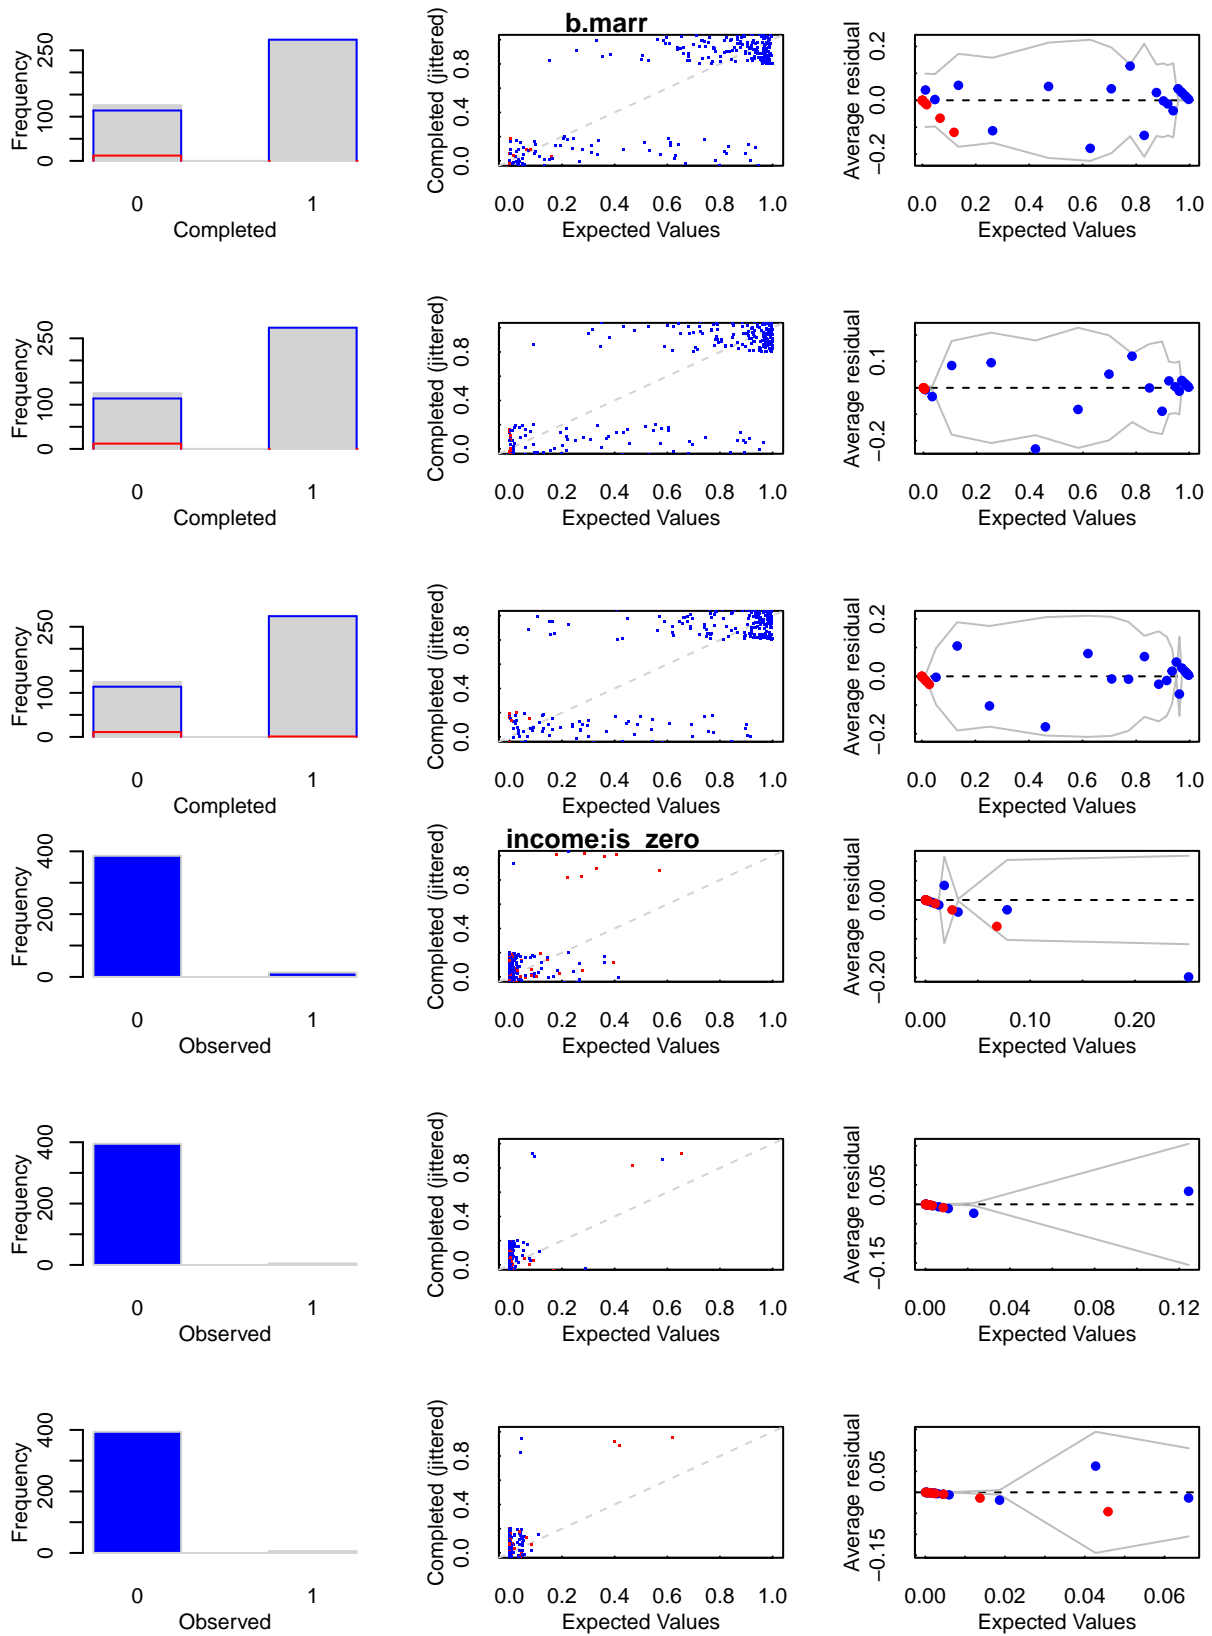 b.marr
Frequency
0 100 250
0 1
Completed
Completed (jittered)
0.0 0.4 0.8
0.0 0.2 0.4 0.6 0.8 1.0
Expected Values
Average residual
−0.2 0.0 0.2
0.0 0.2 0.4 0.6 0.8 1.0
Expected Values
Frequency
0 100 250
0 1
Completed
Completed (jittered)
0.0 0.4 0.8
0.0 0.2 0.4 0.6 0.8 1.0
Expected Values
Average residual
−0.2 0.1
0.0 0.2 0.4 0.6 0.8 1.0
Expected Values
Frequency
0 100 250
0 1
Completed
Completed (jittered)
0.0 0.4 0.8
0.0 0.2 0.4 0.6 0.8 1.0
Expected Values
Average residual
−0.2 0.0 0.2
0.0 0.2 0.4 0.6 0.8 1.0
Expected Values
income:is_zero
Frequency
0 200 400
0 1
Observed
Completed (jittered)
0.0 0.4 0.8
0.0 0.2 0.4 0.6 0.8 1.0
Expected Values
Average residual
−0.20 0.00
0.00 0.10 0.20
Expected Values
Frequency
0 200 400
0 1
Observed
Completed (jittered)
0.0 0.4 0.8
0.0 0.2 0.4 0.6 0.8 1.0
Expected Values
Average residual
−0.15 0.05
0.00 0.04 0.08 0.12
Expected Values
Frequency
0 200 400
0 1
Observed
Completed (jittered)
0.0 0.4 0.8
0.0 0.2 0.4 0.6 0.8 1.0
Expected Values
Average residual
−0.15 0.05
0.00 0.02 0.04 0.06
Expected Values